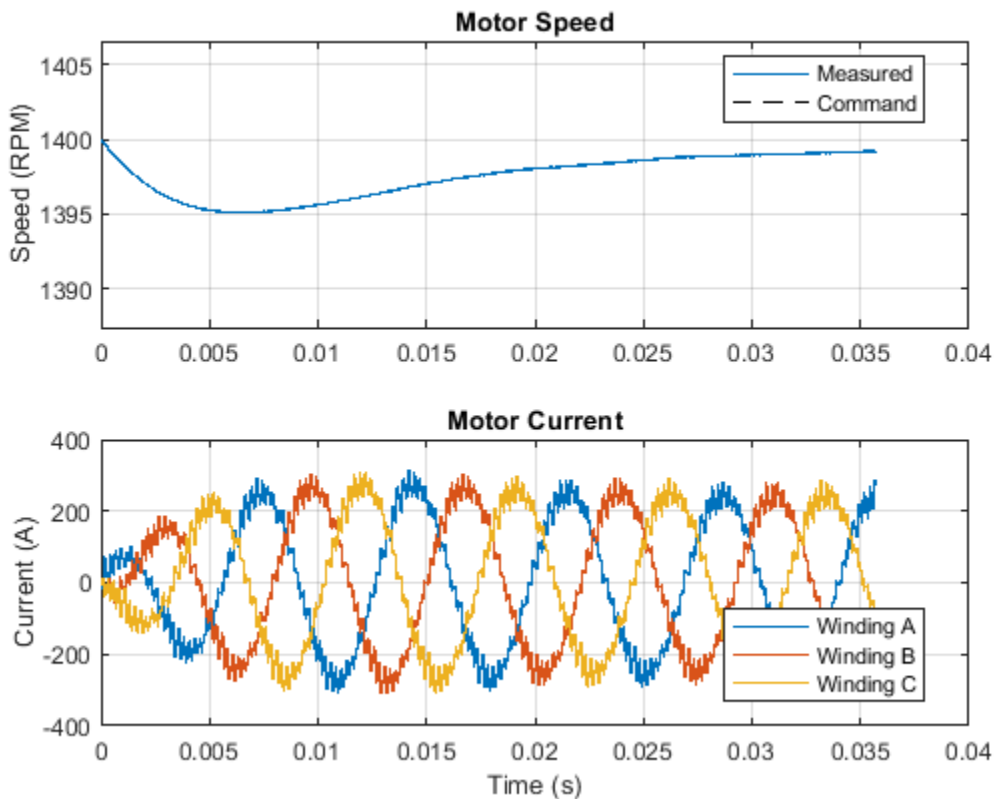 Motor Speed
1405
1400
1395
1390
Speed (RPM)
Measured
Command
0 0.005 0.01 0.015 0.02 0.025 0.03 0.035 0.04
Motor Current
400
200
0
-200
-400
Current (A)
Winding A
Winding B
Winding C
0 0.005 0.01 0.015 0.02 0.025 0.03 0.035 0.04
Time (s)